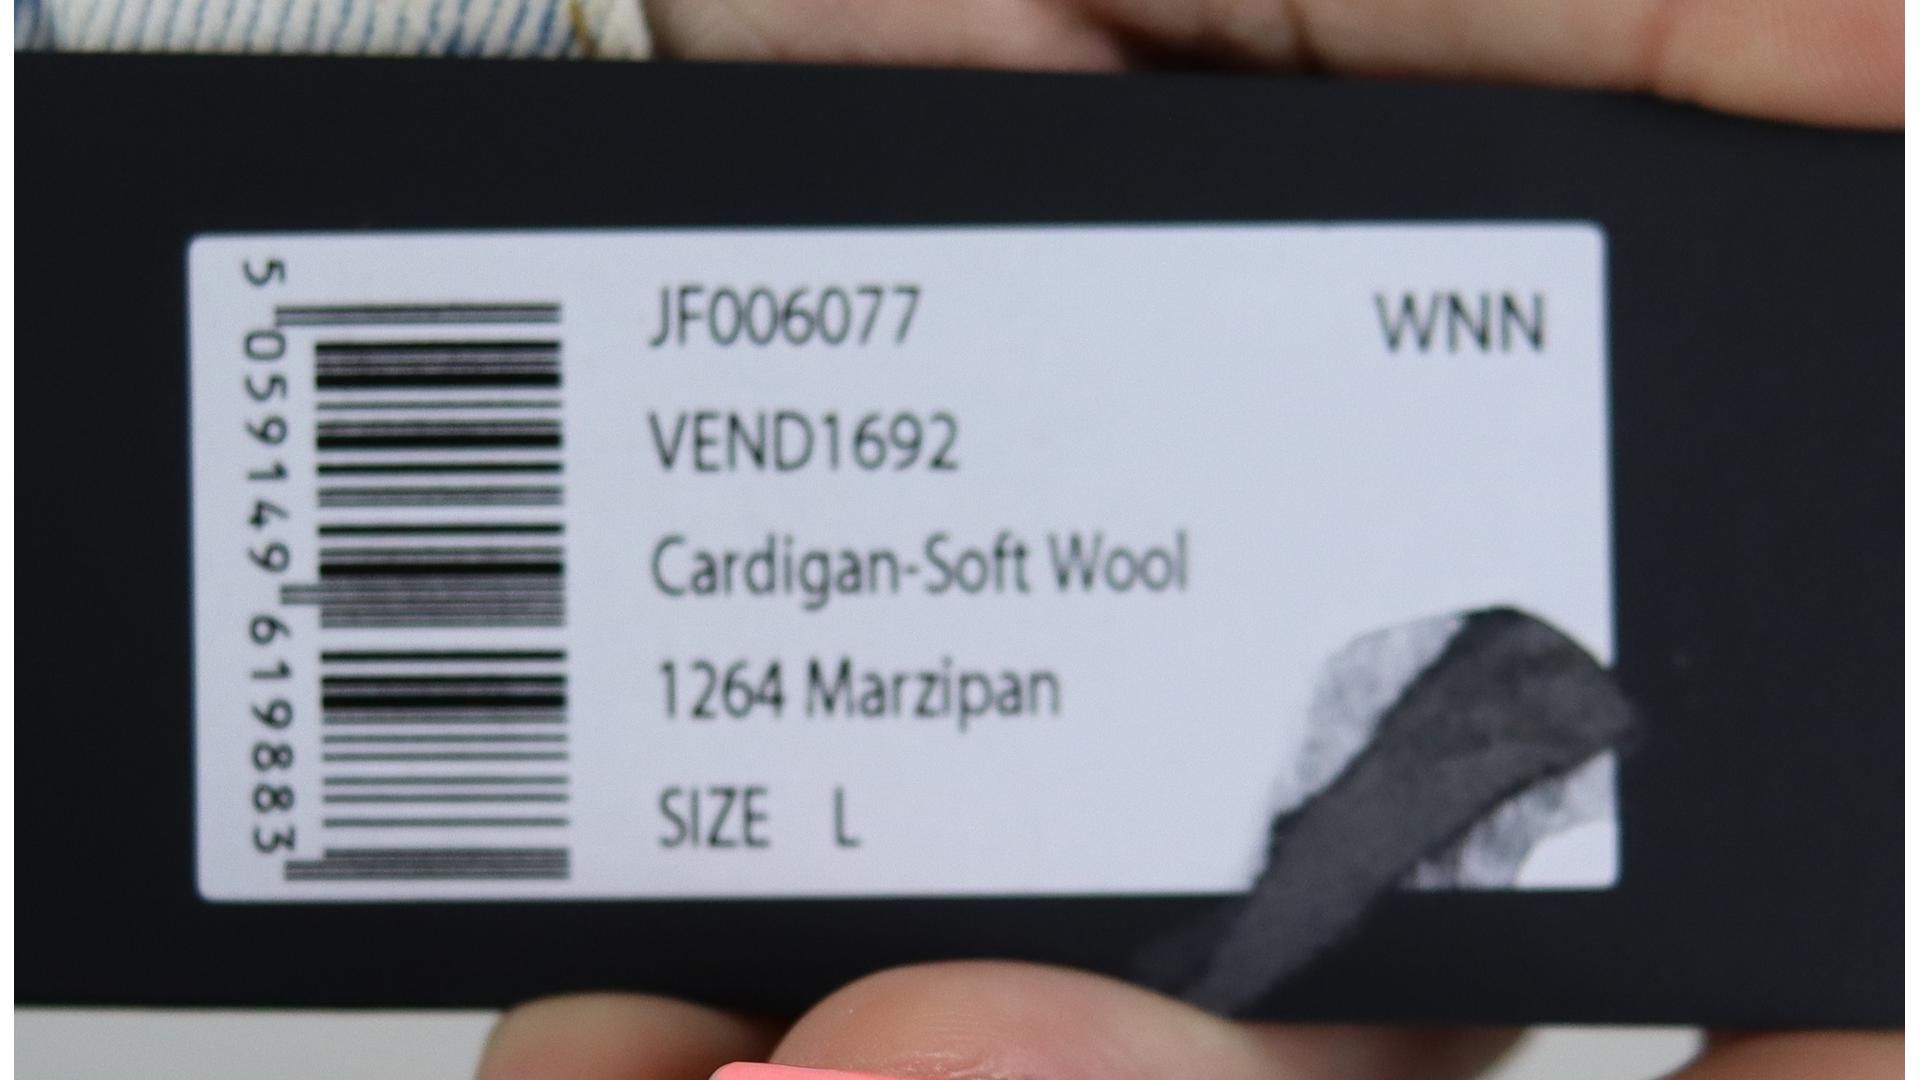 5 059149 619883
JF006077 WNN
VEND1692
Cardigan-Soft Wool
1264 Marzipan
SIZE L